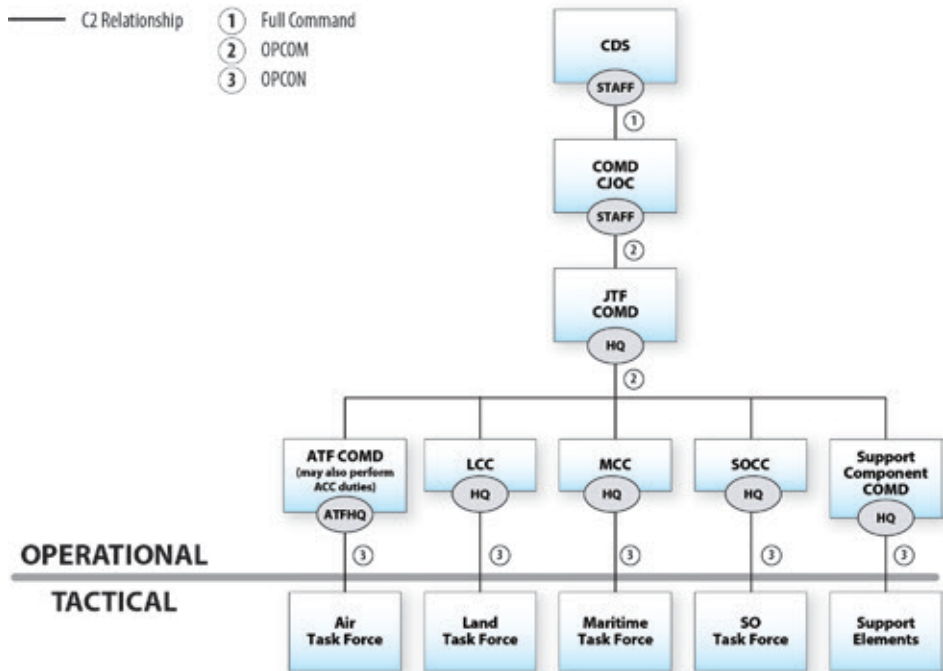 C2 Relationship
1 Full Command
2 OPCOM
3 OPCON
CDS
STAFF
1
COMD
CJOC
STAFF
2
JTF
COMD
HQ
2
ATF COMD
(may also perform
ACC duties)
ATFHQ
LCC
HQ
MCC
HQ
SOCC
HQ
Support
Component
COMD
HQ
3
3
3
3
3
OPERATIONAL
TACTICAL
Air
Task Force
Land
Task Force
Maritime
Task Force
SO
Task Force
Support
Elements